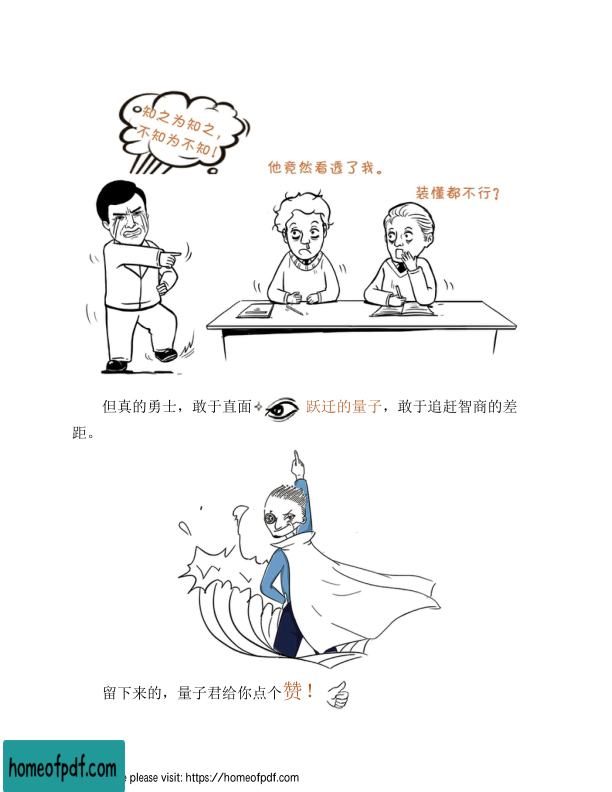 知之为知之，
不知为不知！
他竟然看透了我。
装懂都不行？
但真的勇士，敢于直面 跃迁的量子，敢于追赶智商的差
距。
留下来的，量子君给你点个赞！
homeofpdf.com
e please visit: https://homeofpdf.com